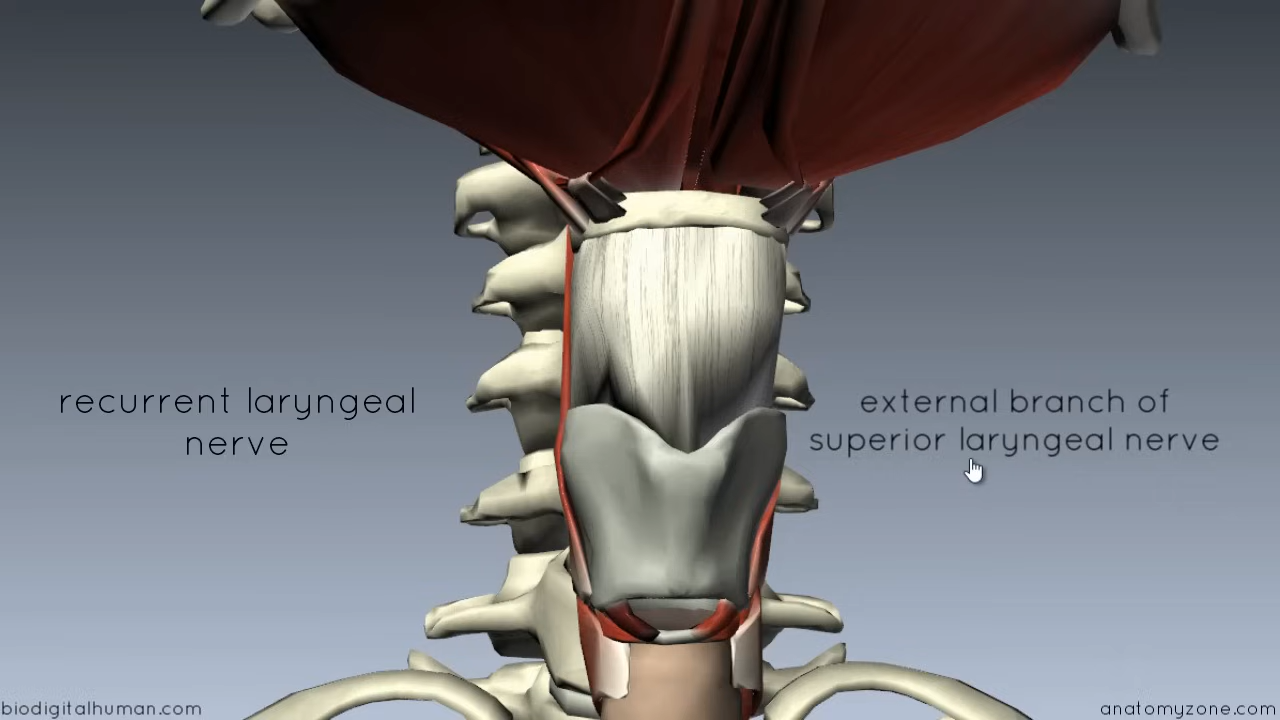 recurrent laryngeal
nerve
external branch of
superior laryngeal nerve
biodigitalhuman.com
anatomyzone.com